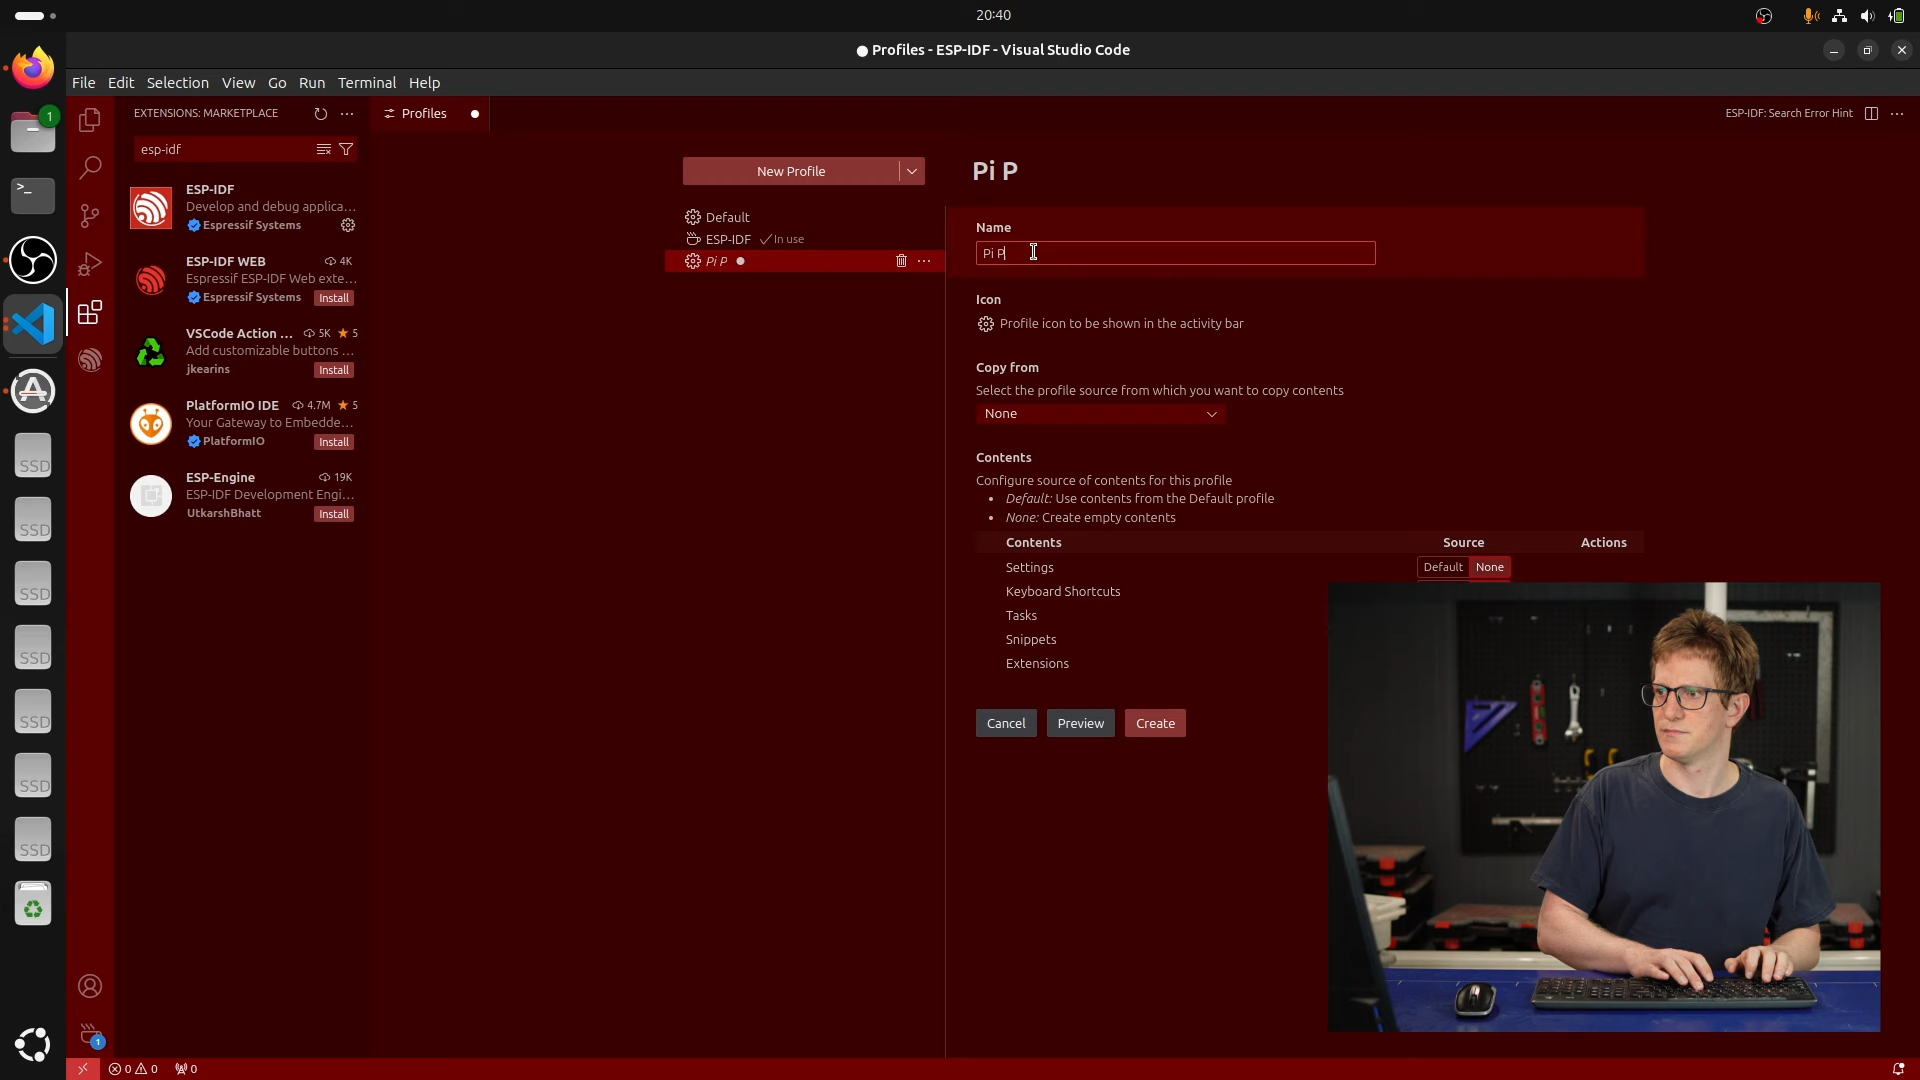 20:40
Profiles - ESP-IDF - Visual Studio Code
File Edit Selection View Go Run Terminal Help
EXTENSIONS: MARKETPLACE
Profiles
ESP-IDF: Search Error Hint
esp-idf
ESP-IDF
Develop and debug applica...
Espressif Systems
ESP-IDF WEB 4K
Espressif ESP-IDF Web exte...
Espressif Systems Install
VSCode Action ... 5K 5
Add customizable buttons ...
jkearins Install
PlatformIO IDE 4.7M 5
Your Gateway to Embedde...
PlatformIO Install
ESP-Engine 19K
ESP-IDF Development Engi...
UtkarshBhatt Install
New Profile
Default
ESP-IDF In use
Pi P
Pi P
Name
Pi P
Icon
Profile icon to be shown in the activity bar
Copy from
Select the profile source from which you want to copy contents
None
Contents
Configure source of contents for this profile
• Default: Use contents from the Default profile
• None: Create empty contents
Contents Source Actions
Settings Default None
Keyboard Shortcuts
Tasks
Snippets
Extensions
Cancel Preview Create
1
>_
SSD
SSD
SSD
SSD
SSD
SSD
SSD
1
0 0 0